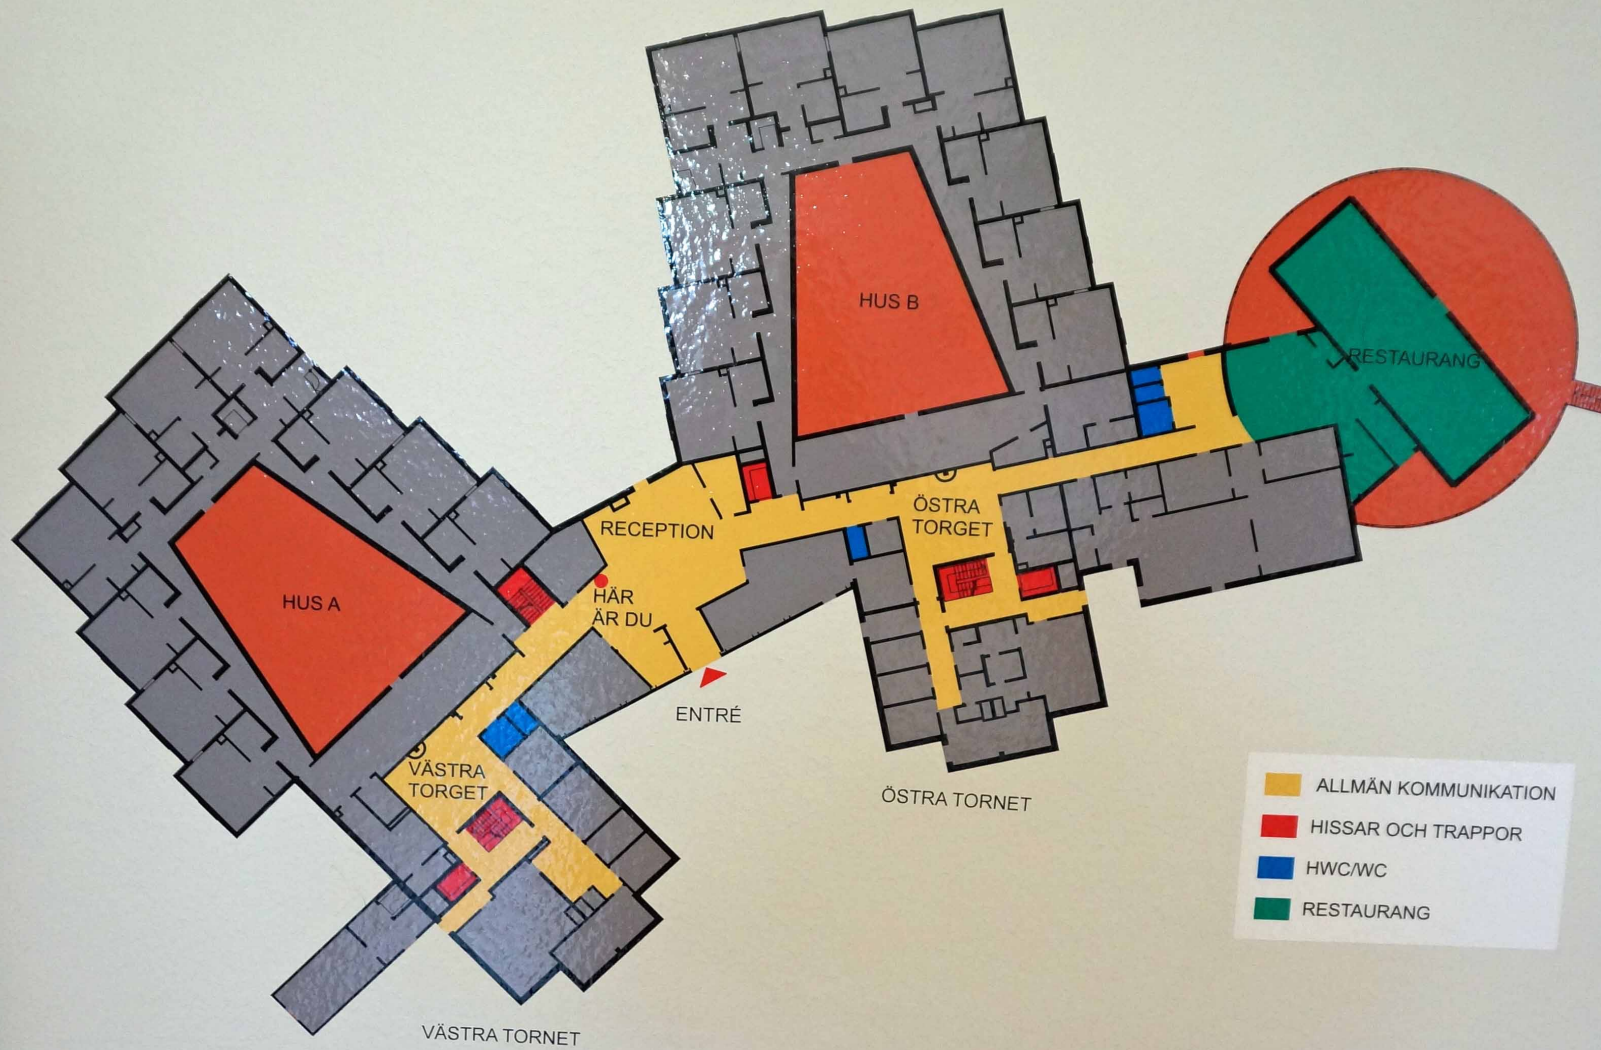 HUS B
RESTAURANG
RECEPTION
ÖSTRA
TORGET
HUS A
HÄR
ÄR DU
ENTRÉ
VÄSTRA
TORGET
ÖSTRA TORNET
VÄSTRA TORNET
ALLMÄN KOMMUNIKATION
HISSAR OCH TRAPPOR
HWC/WC
RESTAURANG